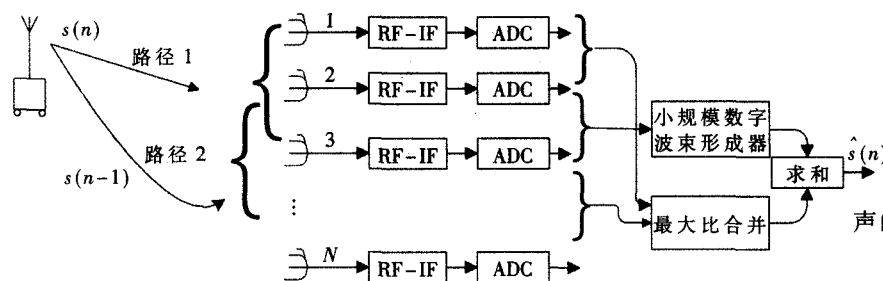 s(n)
路径 1
路径 2
s(n-1)
1 RF-IF ADC
2 RF-IF ADC
3 RF-IF ADC
⋮
N RF-IF ADC
小规模数字
波束形成器
最大比合并
求和
ŝ(n)
声